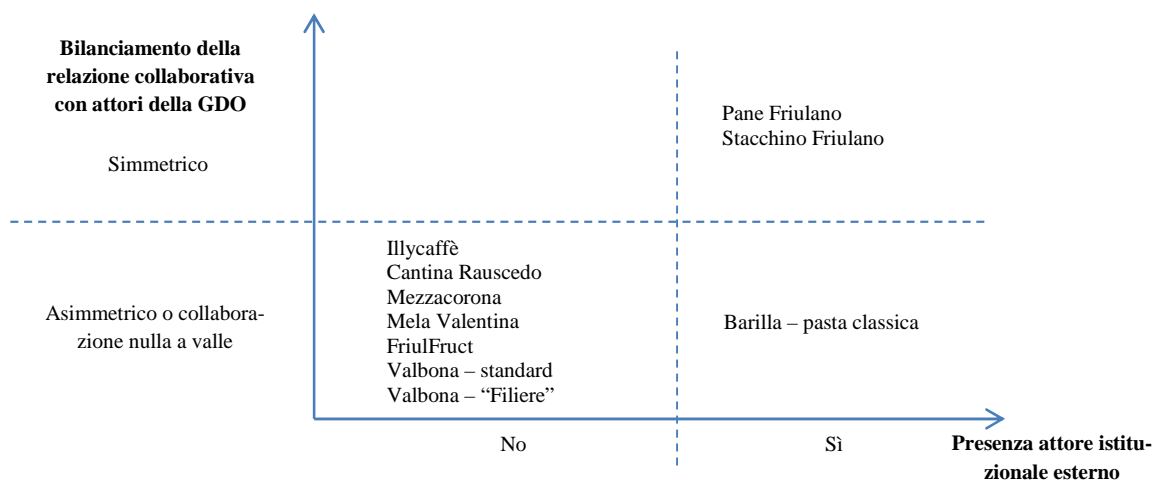 Bilanciamento della
relazione collaborativa
con attori della GDO
Simmetrico
Pane Friulano
Stacchino Friulano
Asimmetrico o collabora-
zione nulla a valle
Illycaffè
Cantina Rauscedo
Mezzacorona
Mela Valentina
FriulFruct
Valbona – standard
Valbona – “Filiere”
Barilla – pasta classica
No
Sì
Presenza attore istitu-
zionale esterno